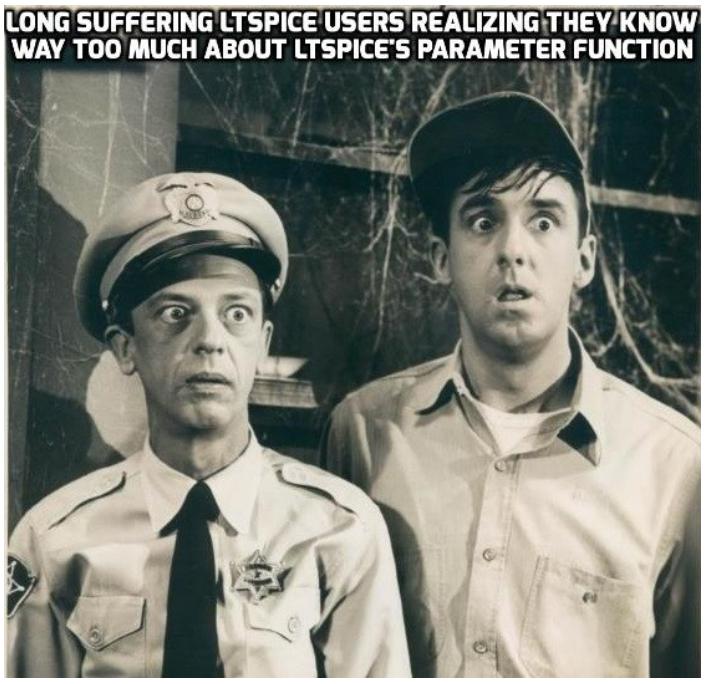 LONG SUFFERING LTSPICE USERS REALIZING THEY KNOW
WAY TOO MUCH ABOUT LTSPICE'S PARAMETER FUNCTION